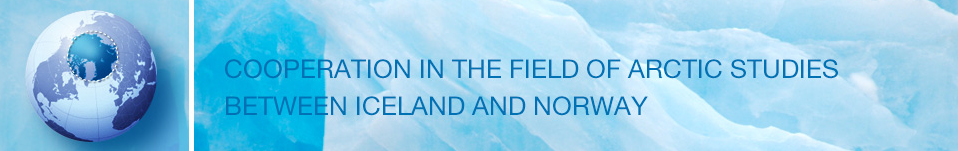 COOPERATION IN THE FIELD OF ARCTIC STUDIES
BETWEEN ICELAND AND NORWAY